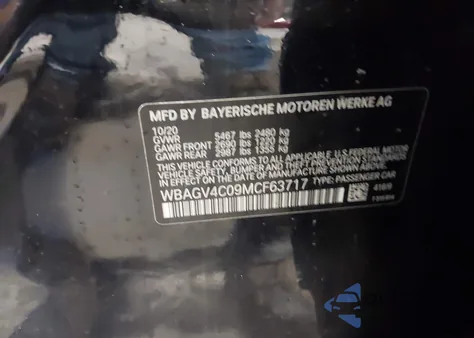 MFD BY BAYERISCHE MOTOREN WERKE AG
10/20
GVWR 5467 lbs 2480 kg
GAWR FRONT 2690 lbs 1220 kg
GAWR REAR 2987 lbs 1355 kg
THIS VEHICLE CONFORMS TO ALL APPLICABLE U.S. FEDERAL MOTOR
VEHICLE SAFETY, BUMPER, AND THEFT PREVENTION STANDARDS IN
EFFECT ON THE DATE OF MANUFACTURE SHOWN ABOVE.
WBAGV4C09MCF63717 TYPE: PASSENGER CAR
416/9